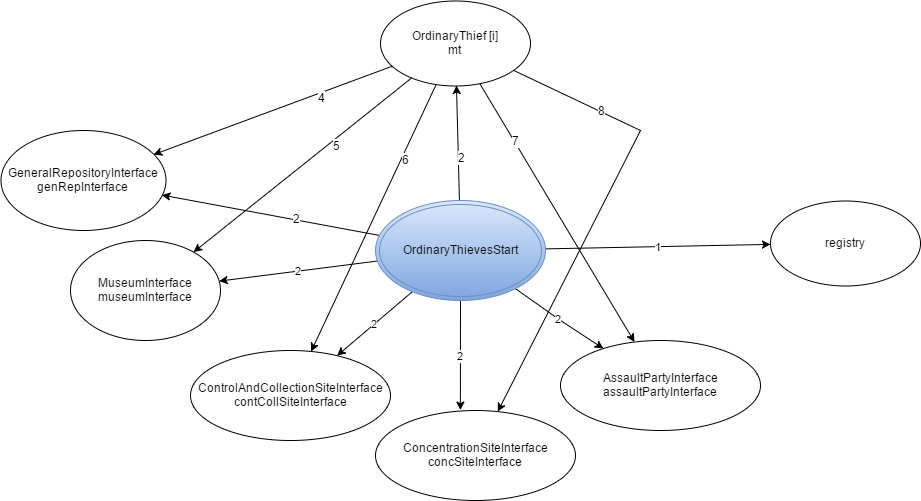 OrdinaryThief [i]
mt
4
8
5
7
6
2
GeneralRepositoryInterface
genRepInterface
2
OrdinaryThievesStart
1
registry
2
MuseumInterface
museumInterface
2
2
2
ControlAndCollectionSiteInterface
contCollSiteInterface
AssaultPartyInterface
assaultPartyInterface
ConcentrationSiteInterface
concSiteInterface